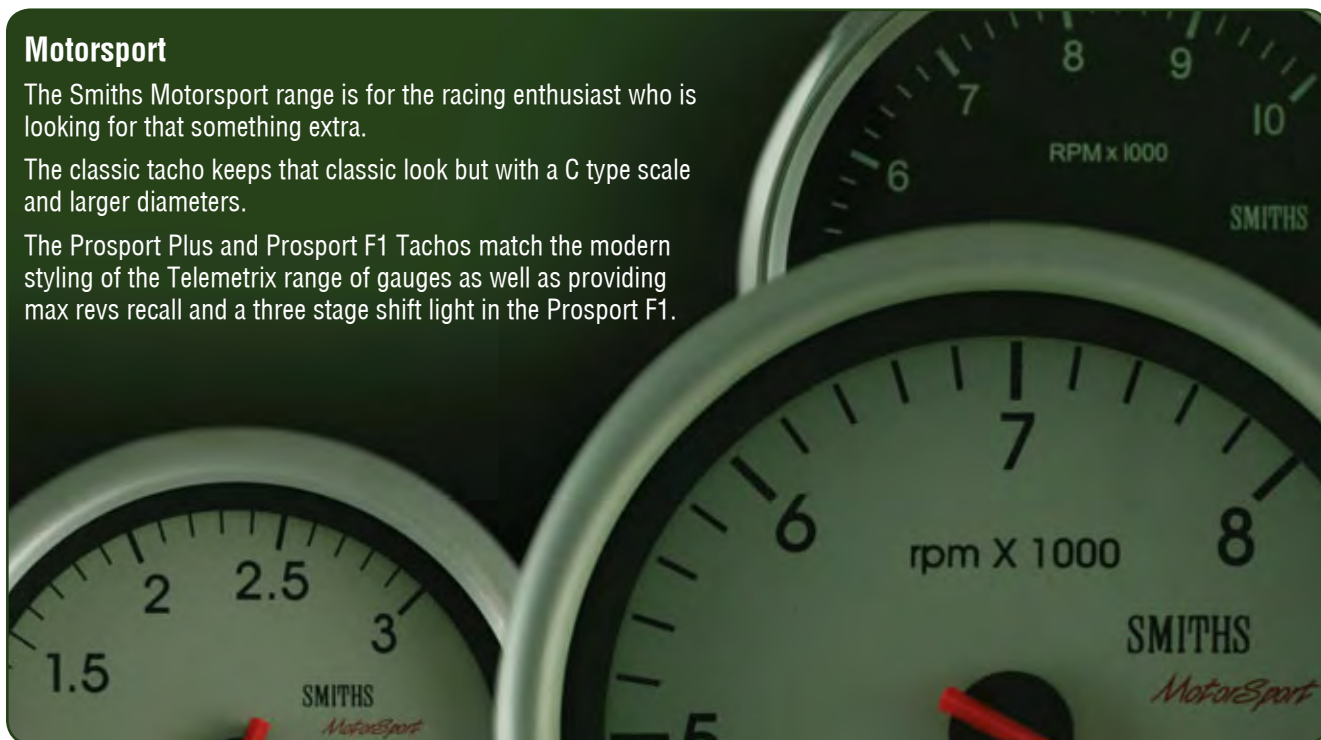 Motorsport
The Smiths Motorsport range is for the racing enthusiast who is
looking for that something extra.
The classic tacho keeps that classic look but with a C type scale
and larger diameters.
The Prosport Plus and Prosport F1 Tachos match the modern
styling of the Telemetrix range of gauges as well as providing
max revs recall and a three stage shift light in the Prosport F1.
6 7 8 9 10
RPM x 1000
SMITHS
1.5 2 2.5 3
SMITHS
MotorSport
5 6 7 8
rpm X 1000
SMITHS
MotorSport